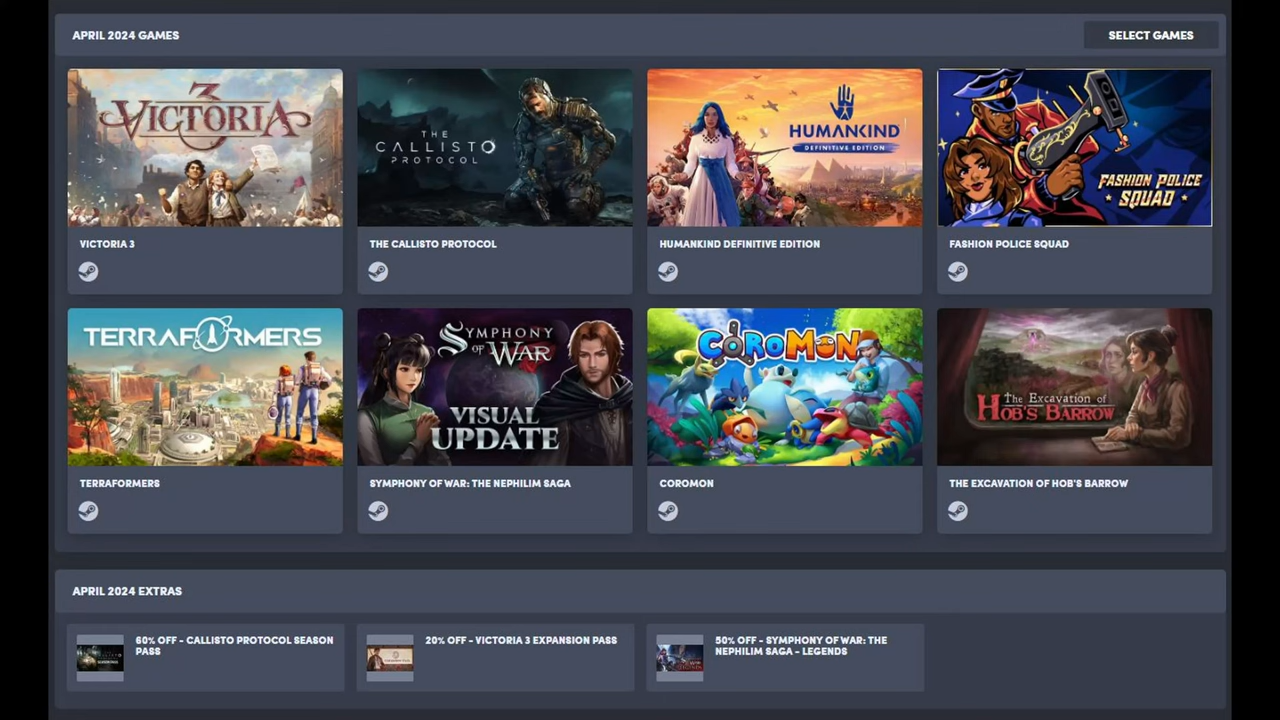 APRIL 2024 GAMES
SELECT GAMES
3
VICTORIA
THE
CALLISTO
PROTOCOL
HUMANKIND
DEFINITIVE EDITION
FASHION POLICE
SQUAD
VICTORIA 3
THE CALLISTO PROTOCOL
HUMANKIND DEFINITIVE EDITION
FASHION POLICE SQUAD
TERRAFORMERS
SYMPHONY
OF WAR
VISUAL
UPDATE
COROMON
The Excavation of
HOB'S BARROW
TERRAFORMERS
SYMPHONY OF WAR: THE NEPHILIM SAGA
COROMON
THE EXCAVATION OF HOB'S BARROW
APRIL 2024 EXTRAS
60% OFF - CALLISTO PROTOCOL SEASON
PASS
20% OFF - VICTORIA 3 EXPANSION PASS
50% OFF - SYMPHONY OF WAR: THE
NEPHILIM SAGA - LEGENDS